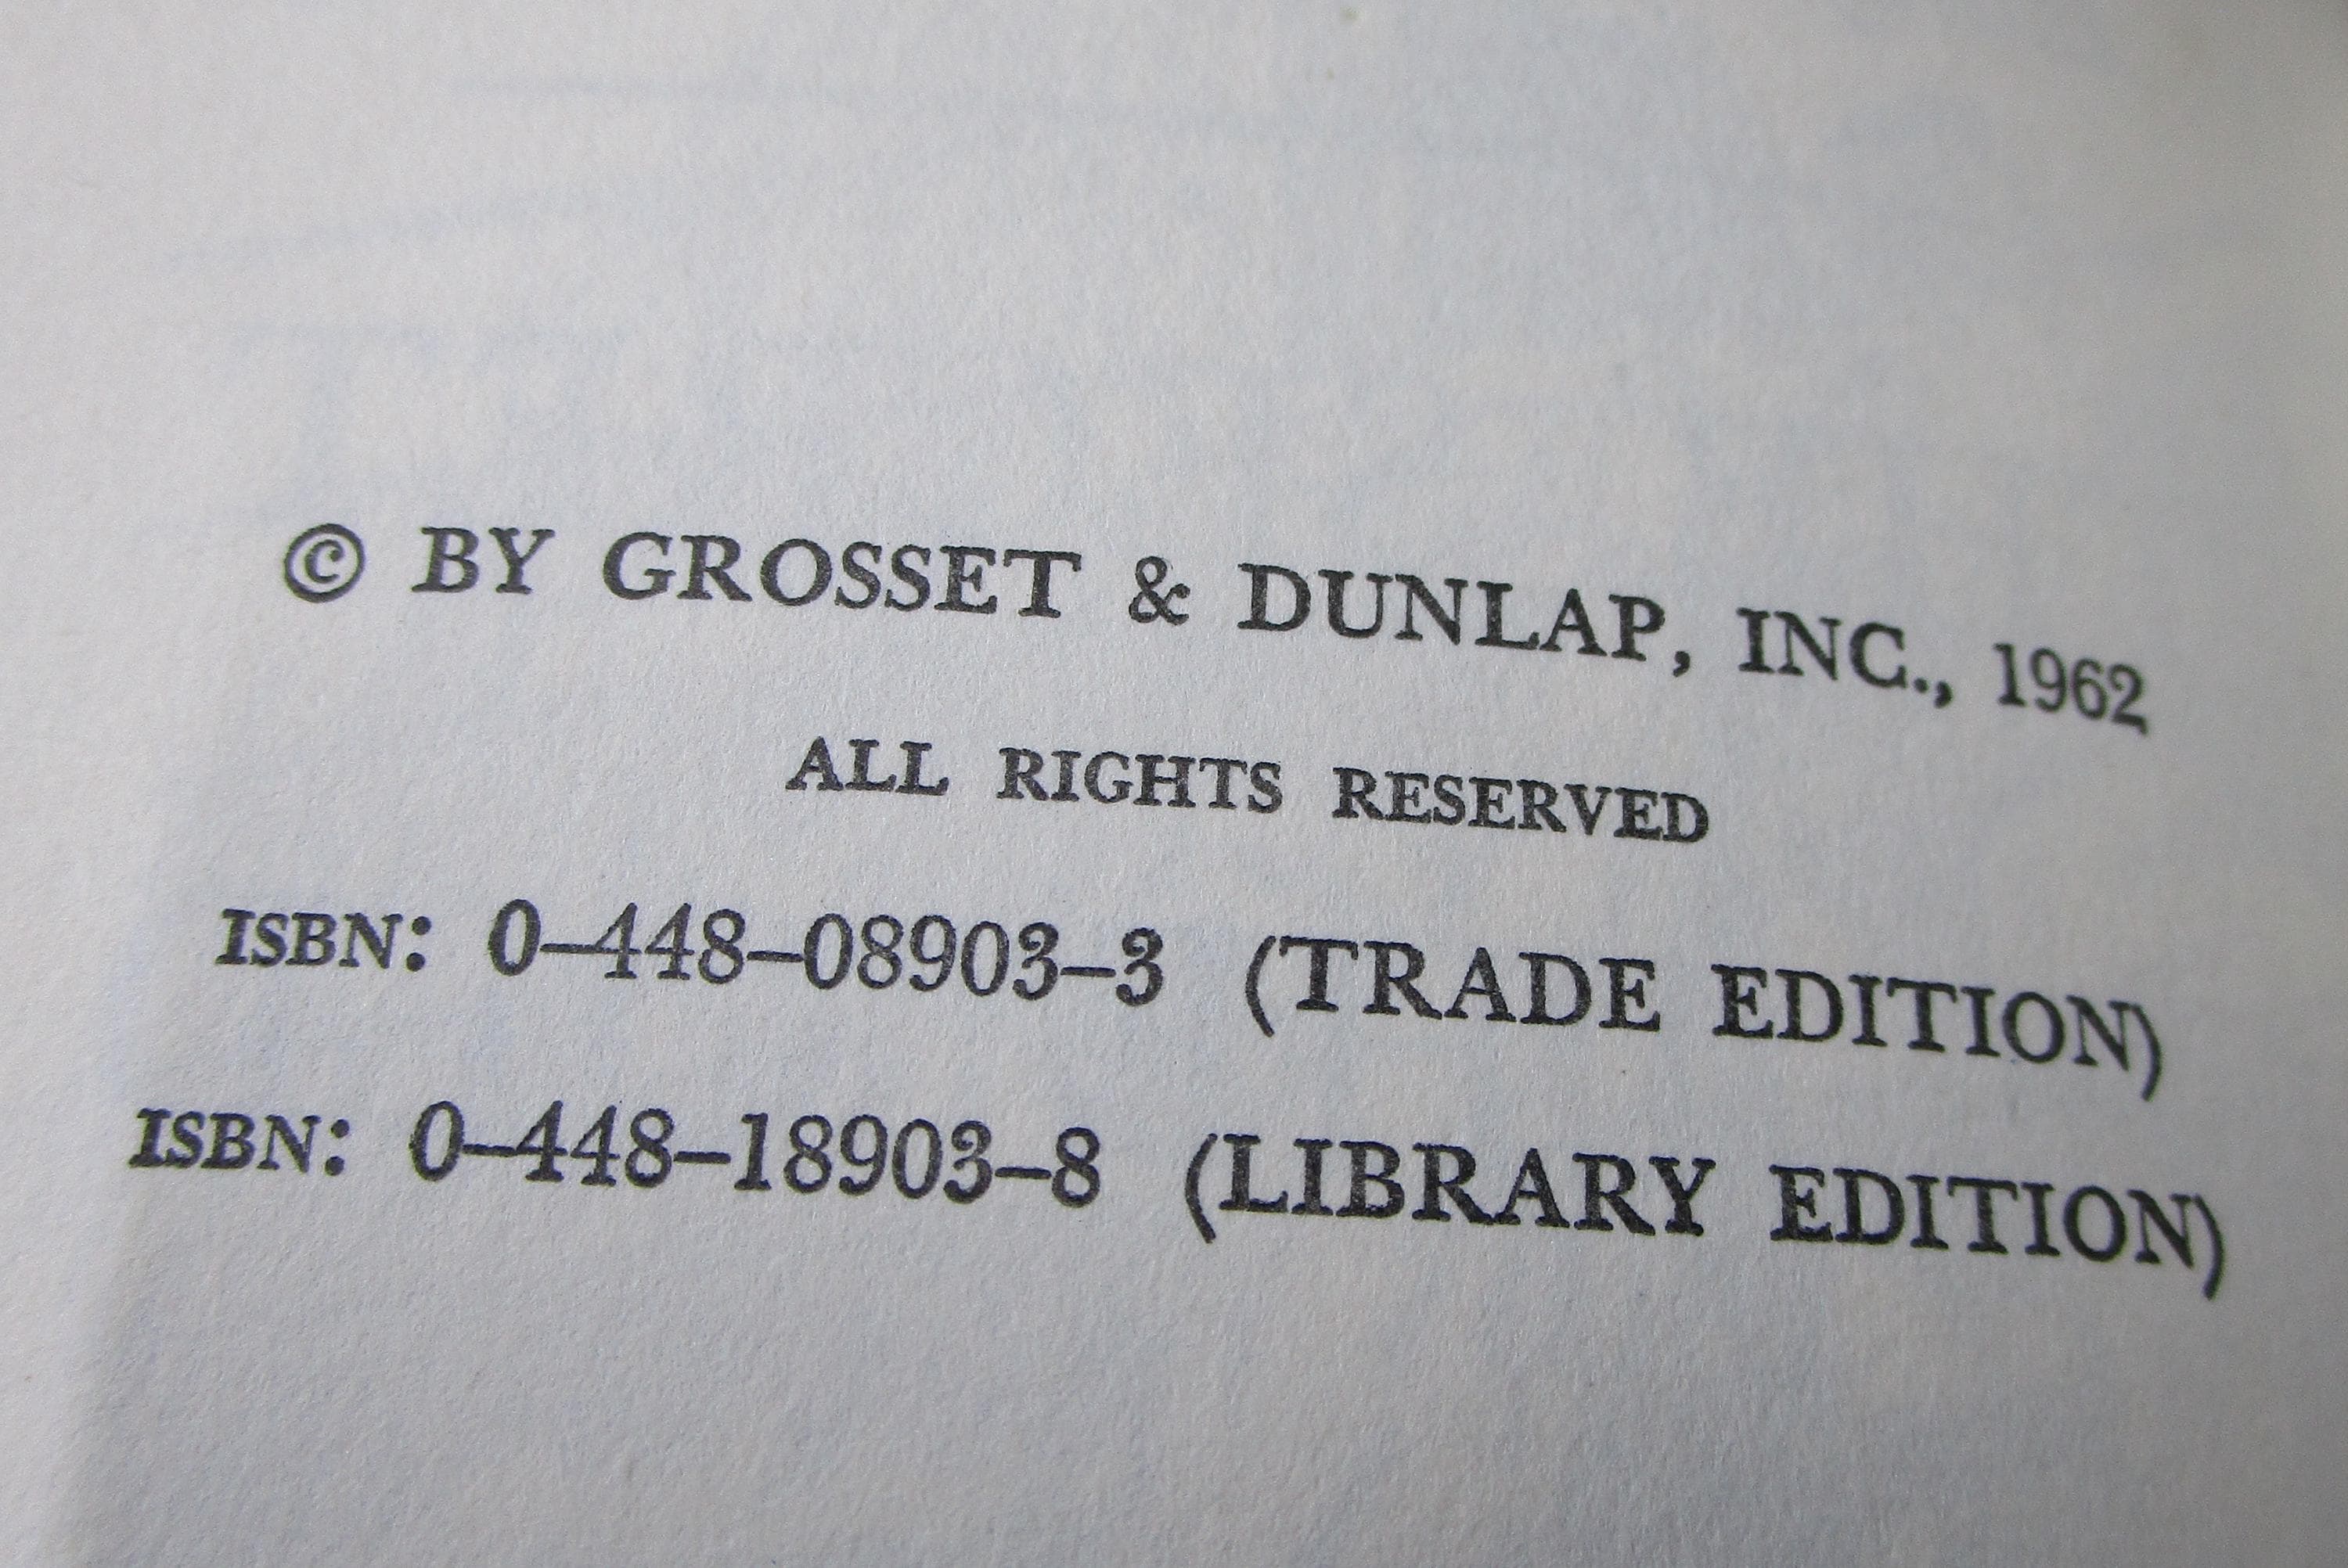 © BY GROSSET & DUNLAP, INC., 1962
ALL RIGHTS RESERVED
ISBN: 0-448-08903-3 (TRADE EDITION)
ISBN: 0-448-18903-8 (LIBRARY EDITION)